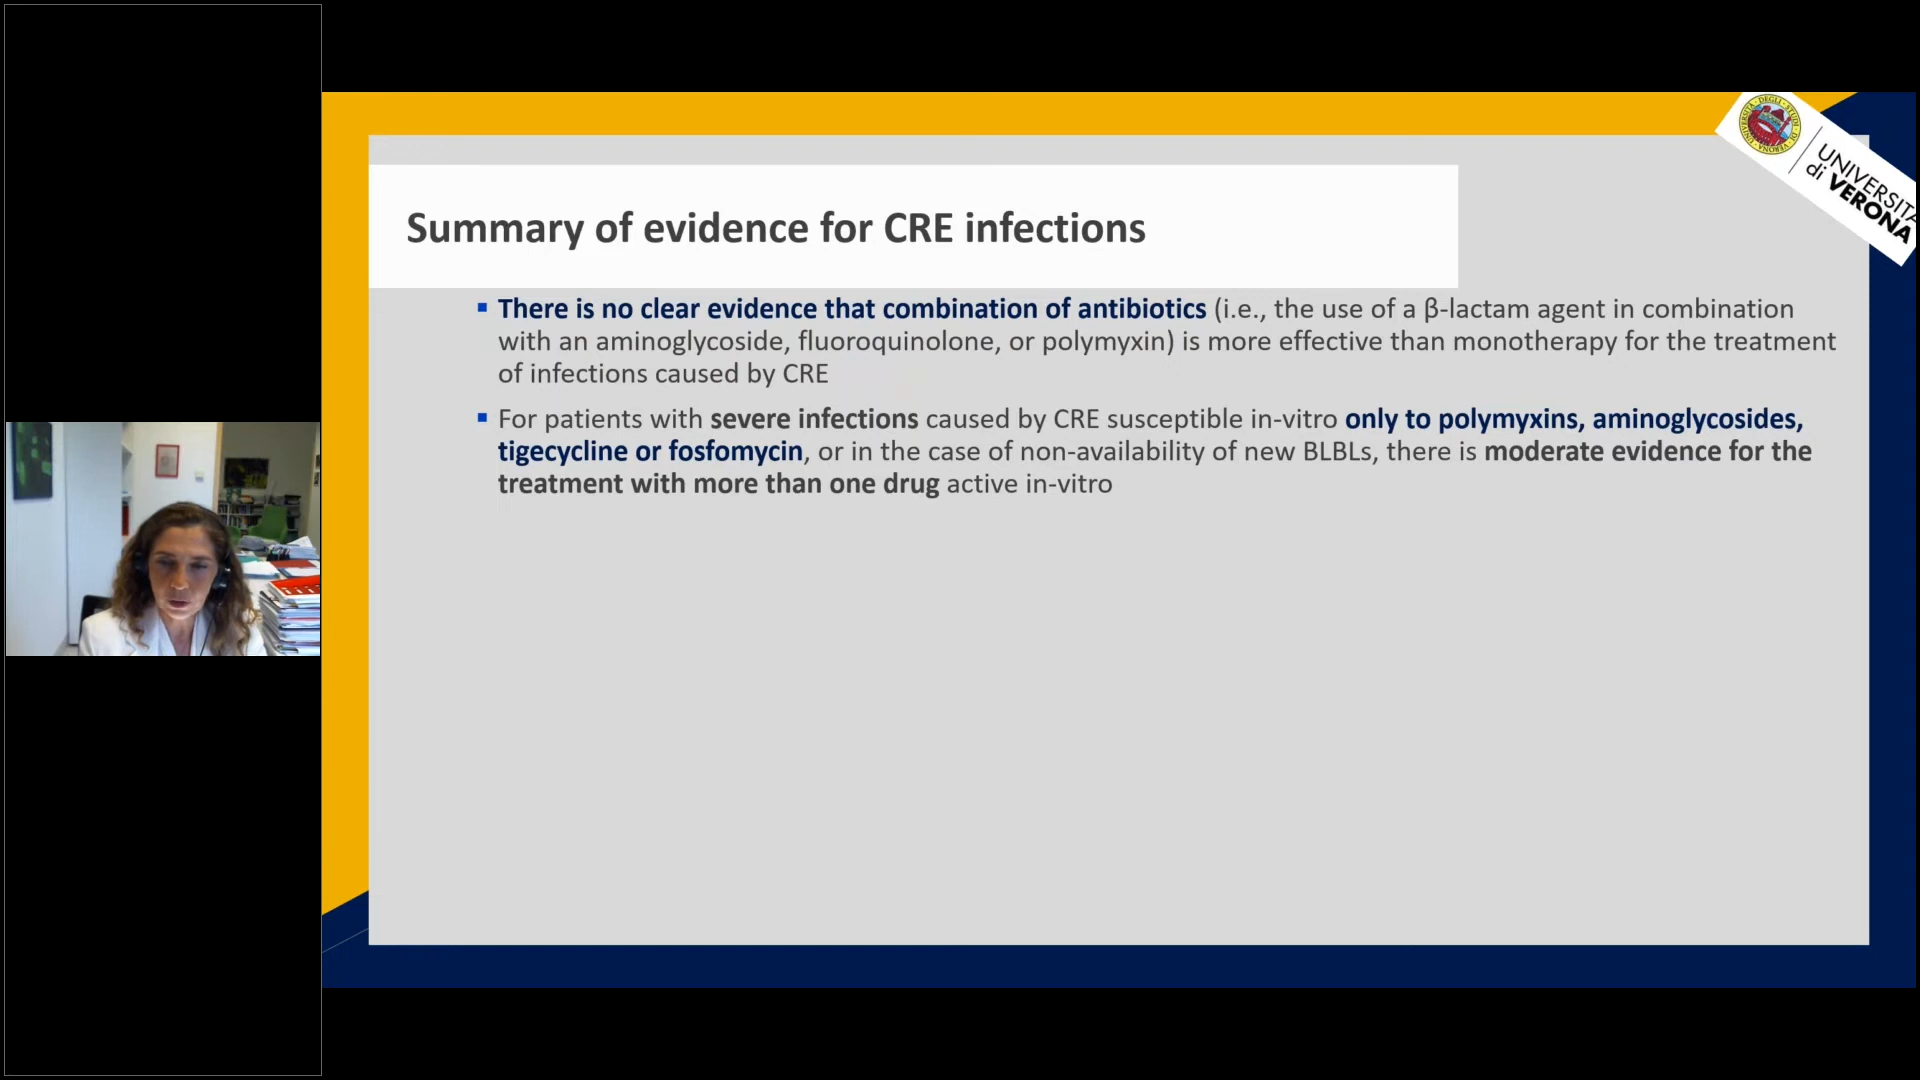 Summary of evidence for CRE infections
UNIVERSITÀ
di VERONA
▪ There is no clear evidence that combination of antibiotics (i.e., the use of a β-lactam agent in combination
with an aminoglycoside, fluoroquinolone, or polymyxin) is more effective than monotherapy for the treatment
of infections caused by CRE
▪ For patients with severe infections caused by CRE susceptible in-vitro only to polymyxins, aminoglycosides,
tigecycline or fosfomycin, or in the case of non-availability of new BLBLs, there is moderate evidence for the
treatment with more than one drug active in-vitro